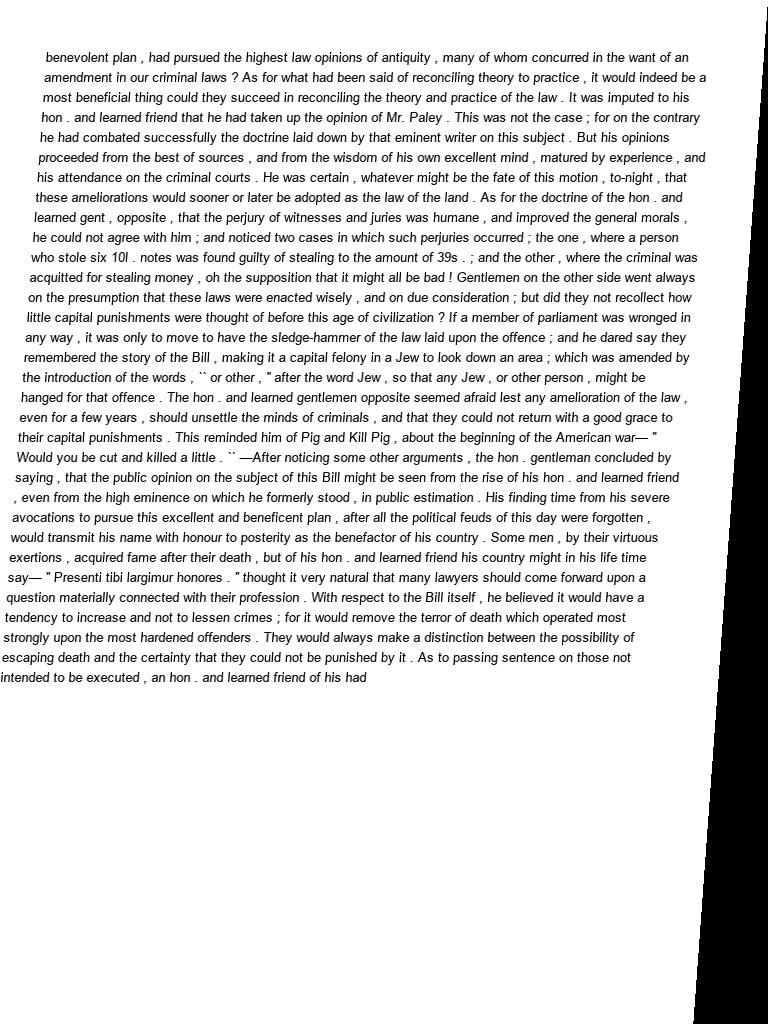 benevolent plan , had pursued the highest law opinions of antiquity , many of whom concurred in the want of an
amendment in our criminal laws ? As for what had been said of reconciling theory to practice , it would indeed be a
most beneficial thing could they succeed in reconciling the theory and practice of the law . It was imputed to his
hon . and learned friend that he had taken up the opinion of Mr. Paley . This was not the case ; for on the contrary
he had combated successfully the doctrine laid down by that eminent writer on this subject . But his opinions
proceeded from the best of sources , and from the wisdom of his own excellent mind , matured by experience , and
his attendance on the criminal courts . He was certain , whatever might be the fate of this motion , to-night , that
these ameliorations would sooner or later be adopted as the law of the land . As for the doctrine of the hon . and
learned gent , opposite , that the perjury of witnesses and juries was humane , and improved the general morals ,
he could not agree with him ; and noticed two cases in which such perjuries occurred ; the one , where a person
who stole six 10l . notes was found guilty of stealing to the amount of 39s . ; and the other , where the criminal was
acquitted for stealing money , oh the supposition that it might all be bad ! Gentlemen on the other side went always
on the presumption that these laws were enacted wisely , and on due consideration ; but did they not recollect how
little capital punishments were thought of before this age of civilization ? If a member of parliament was wronged in
any way , it was only to move to have the sledge-hammer of the law laid upon the offence ; and he dared say they
remembered the story of the Bill , making it a capital felony in a Jew to look down an area ; which was amended by
the introduction of the words , `` or other , " after the word Jew , so that any Jew , or other person , might be
hanged for that offence . The hon . and learned gentlemen opposite seemed afraid lest any amelioration of the law ,
even for a few years , should unsettle the minds of criminals , and that they could not return with a good grace to
their capital punishments . This reminded him of Pig and Kill Pig , about the beginning of the American war— "
Would you be cut and killed a little . `` —After noticing some other arguments , the hon . gentleman concluded by
saying , that the public opinion on the subject of this Bill might be seen from the rise of his hon . and learned friend
, even from the high eminence on which he formerly stood , in public estimation . His finding time from his severe
avocations to pursue this excellent and beneficent plan , after all the political feuds of this day were forgotten ,
would transmit his name with honour to posterity as the benefactor of his country . Some men , by their virtuous
exertions , acquired fame after their death , but of his hon . and learned friend his country might in his life time
say— " Presenti tibi largimur honores . " thought it very natural that many lawyers should come forward upon a
question materially connected with their profession . With respect to the Bill itself , he believed it would have a
tendency to increase and not to lessen crimes ; for it would remove the terror of death which operated most
strongly upon the most hardened offenders . They would always make a distinction between the possibility of
escaping death and the certainty that they could not be punished by it . As to passing sentence on those not
intended to be executed , an hon . and learned friend of his had